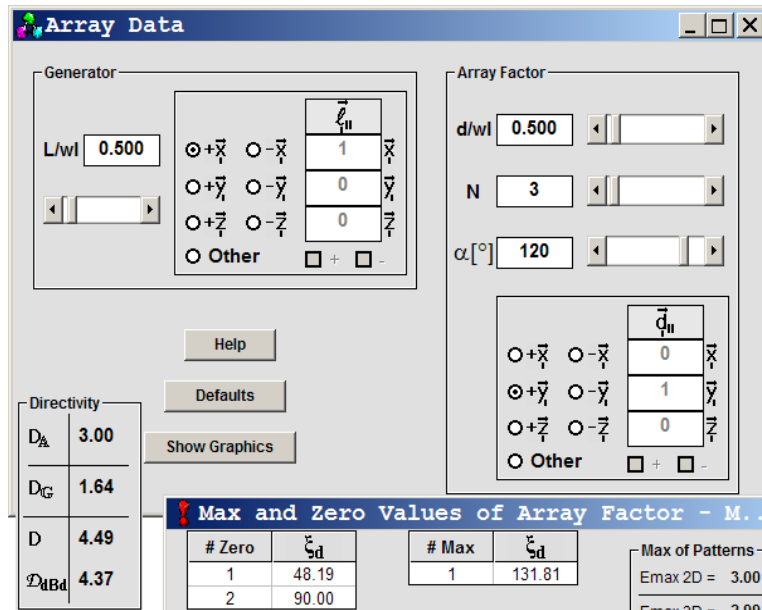 Array Data
Generator
L/wl 0.500
ℓ⃗ᵢᵢ
+x⃗ -x⃗ 1 x⃗
+y⃗ -y⃗ 0 y⃗
+z⃗ -z⃗ 0 z⃗
Other + -
Array Factor
d/wl 0.500
N 3
α[°] 120
d⃗ᵢᵢ
+x⃗ -x⃗ 0 x⃗
+y⃗ -y⃗ 1 y⃗
+z⃗ -z⃗ 0 z⃗
Other + -
Help
Defaults
Show Graphics
Directivity
D𝔸 3.00
D𝔾 1.64
D 4.49
𝒟dBd 4.37
Max and Zero Values of Array Factor - M..
# Zero ξd
1 48.19
2 90.00
# Max ξd
1 131.81
Max of Patterns
Emax 2D = 3.00